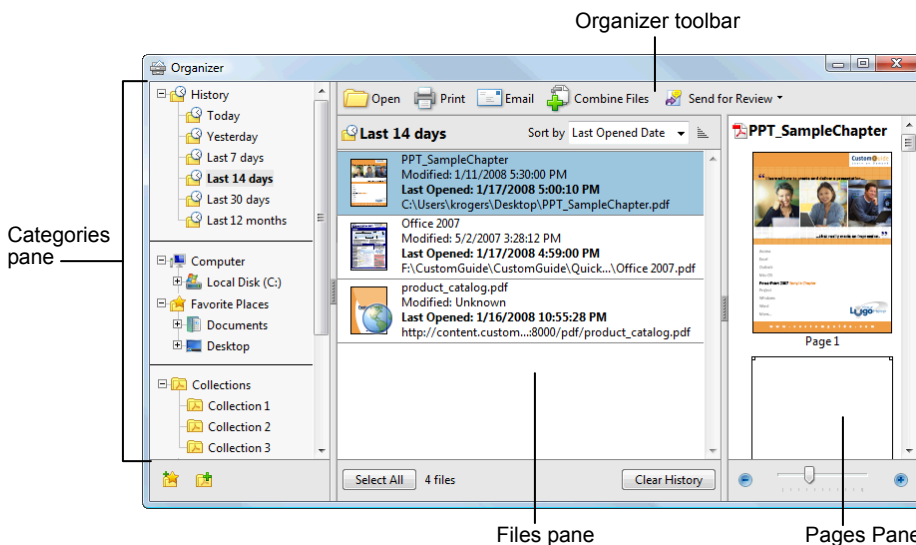 Organizer toolbar
Organizer
History
Today
Yesterday
Last 7 days
Last 14 days
Last 30 days
Last 12 months
Computer
Local Disk (C:)
Favorite Places
Documents
Desktop
Collections
Collection 1
Collection 2
Collection 3
Categories
pane
Open Print Email Combine Files Send for Review
Last 14 days Sort by Last Opened Date
PPT_SampleChapter
Modified: 1/11/2008 5:30:00 PM
Last Opened: 1/17/2008 5:00:10 PM
C:\Users\krogers\Desktop\PPT_SampleChapter.pdf
Office 2007
Modified: 5/2/2007 3:28:12 PM
Last Opened: 1/17/2008 4:59:00 PM
F:\CustomGuide\CustomGuide\Quick...\Office 2007.pdf
product_catalog.pdf
Modified: Unknown
Last Opened: 1/16/2008 10:55:28 PM
http://content.custom...:8000/pdf/product_catalog.pdf
Select All 4 files Clear History
PPT_SampleChapter
CustomGuide
Logo
www.customguide.com
Page 1
Files pane
Pages Pane